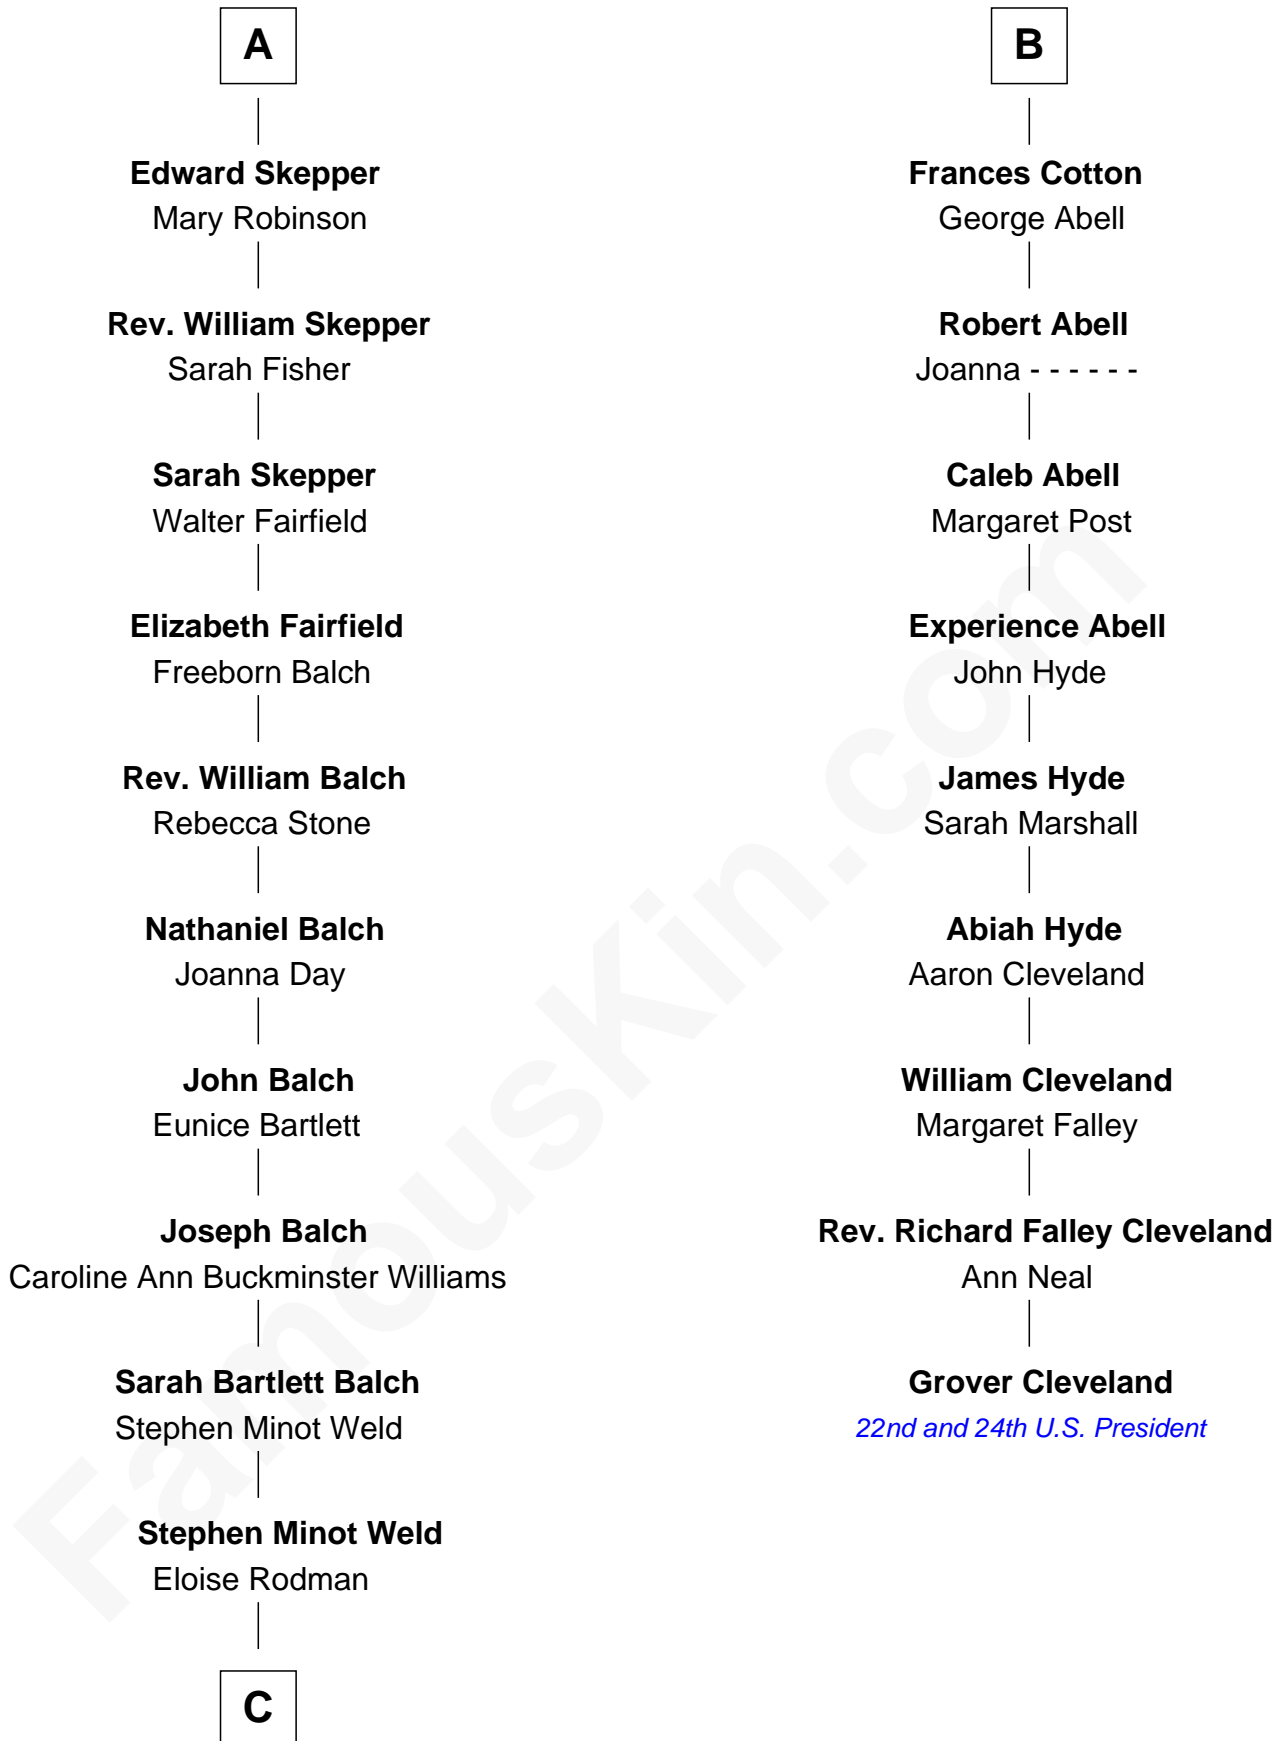 A
Edward Skepper
Mary Robinson
Rev. William Skepper
Sarah Fisher
Sarah Skepper
Walter Fairfield
Elizabeth Fairfield
Freeborn Balch
Rev. William Balch
Rebecca Stone
Nathaniel Balch
Joanna Day
John Balch
Eunice Bartlett
Joseph Balch
Caroline Ann Buckminster Williams
Sarah Bartlett Balch
Stephen Minot Weld
Stephen Minot Weld
Eloise Rodman
C
B
Frances Cotton
George Abell
Robert Abell
Joanna - - - - - -
Caleb Abell
Margaret Post
Experience Abell
John Hyde
James Hyde
Sarah Marshall
Abiah Hyde
Aaron Cleveland
William Cleveland
Margaret Falley
Rev. Richard Falley Cleveland
Ann Neal
Grover Cleveland
22nd and 24th U.S. President
FamousKin.com